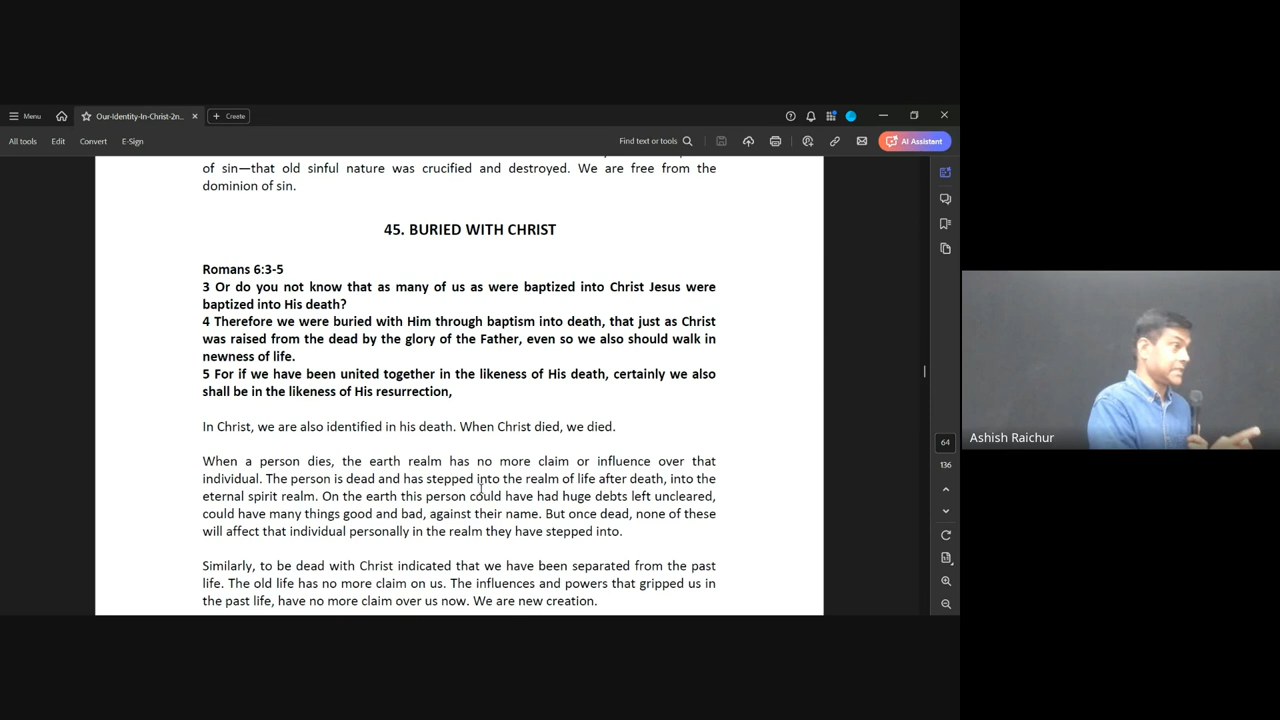 Menu
Our-Identity-In-Christ-2n...
Create
All tools
Edit
Convert
E-Sign
Find text or tools
AI Assistant
of sin—that old sinful nature was crucified and destroyed. We are free from the
dominion of sin.
45. BURIED WITH CHRIST
Romans 6:3-5
3 Or do you not know that as many of us as were baptized into Christ Jesus were
baptized into His death?
4 Therefore we were buried with Him through baptism into death, that just as Christ
was raised from the dead by the glory of the Father, even so we also should walk in
newness of life.
5 For if we have been united together in the likeness of His death, certainly we also
shall be in the likeness of His resurrection,
In Christ, we are also identified in his death. When Christ died, we died.
When a person dies, the earth realm has no more claim or influence over that
individual. The person is dead and has stepped into the realm of life after death, into the
eternal spirit realm. On the earth this person could have had huge debts left uncleared,
could have many things good and bad, against their name. But once dead, none of these
will affect that individual personally in the realm they have stepped into.
Similarly, to be dead with Christ indicated that we have been separated from the past
life. The old life has no more claim on us. The influences and powers that gripped us in
the past life, have no more claim over us now. We are new creation.
64
136
Ashish Raichur